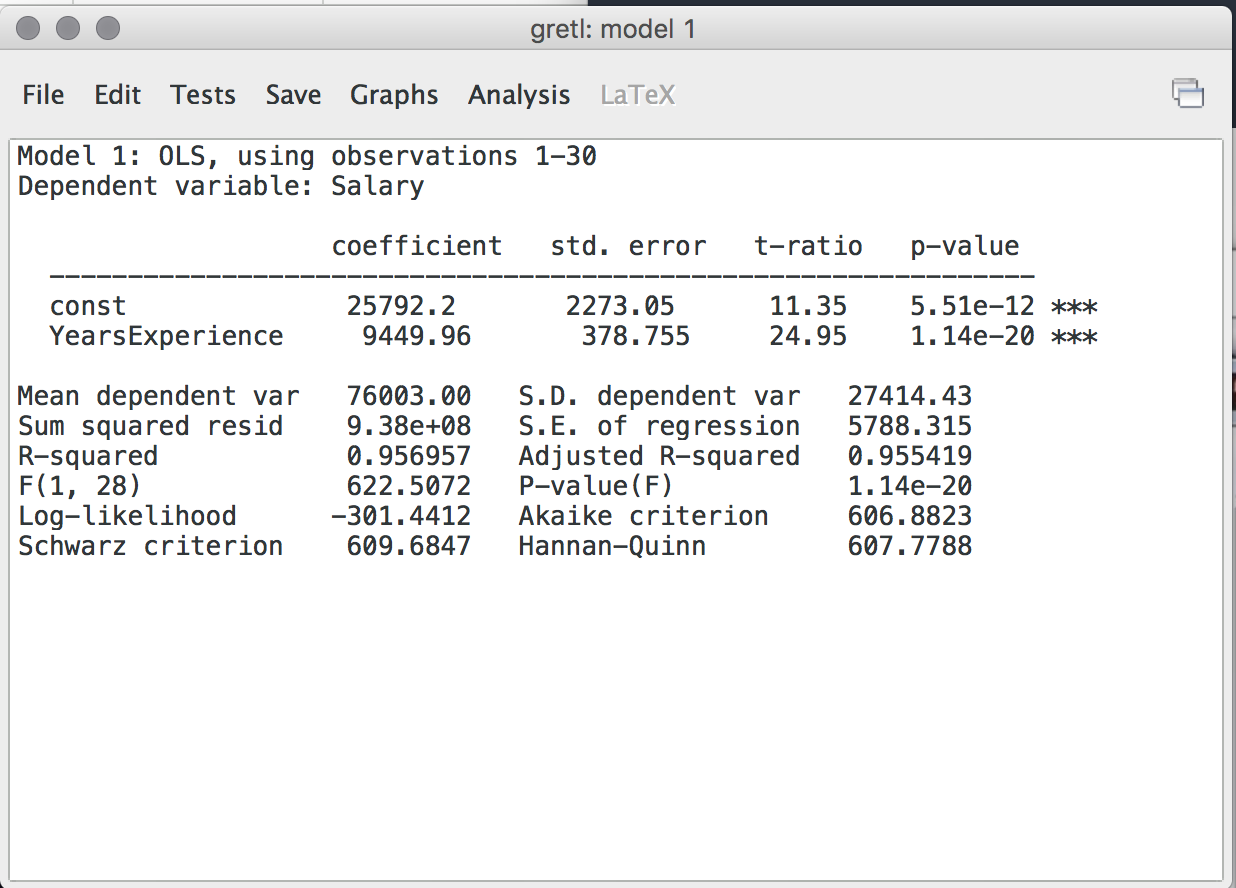 gretl: model 1
File Edit Tests Save Graphs Analysis LaTeX
Model 1: OLS, using observations 1-30
Dependent variable: Salary
coefficient std. error t-ratio p-value
const 25792.2 2273.05 11.35 5.51e-12 ***
YearsExperience 9449.96 378.755 24.95 1.14e-20 ***
Mean dependent var 76003.00 S.D. dependent var 27414.43
Sum squared resid 9.38e+08 S.E. of regression 5788.315
R-squared 0.956957 Adjusted R-squared 0.955419
F(1, 28) 622.5072 P-value(F) 1.14e-20
Log-likelihood -301.4412 Akaike criterion 606.8823
Schwarz criterion 609.6847 Hannan-Quinn 607.7788